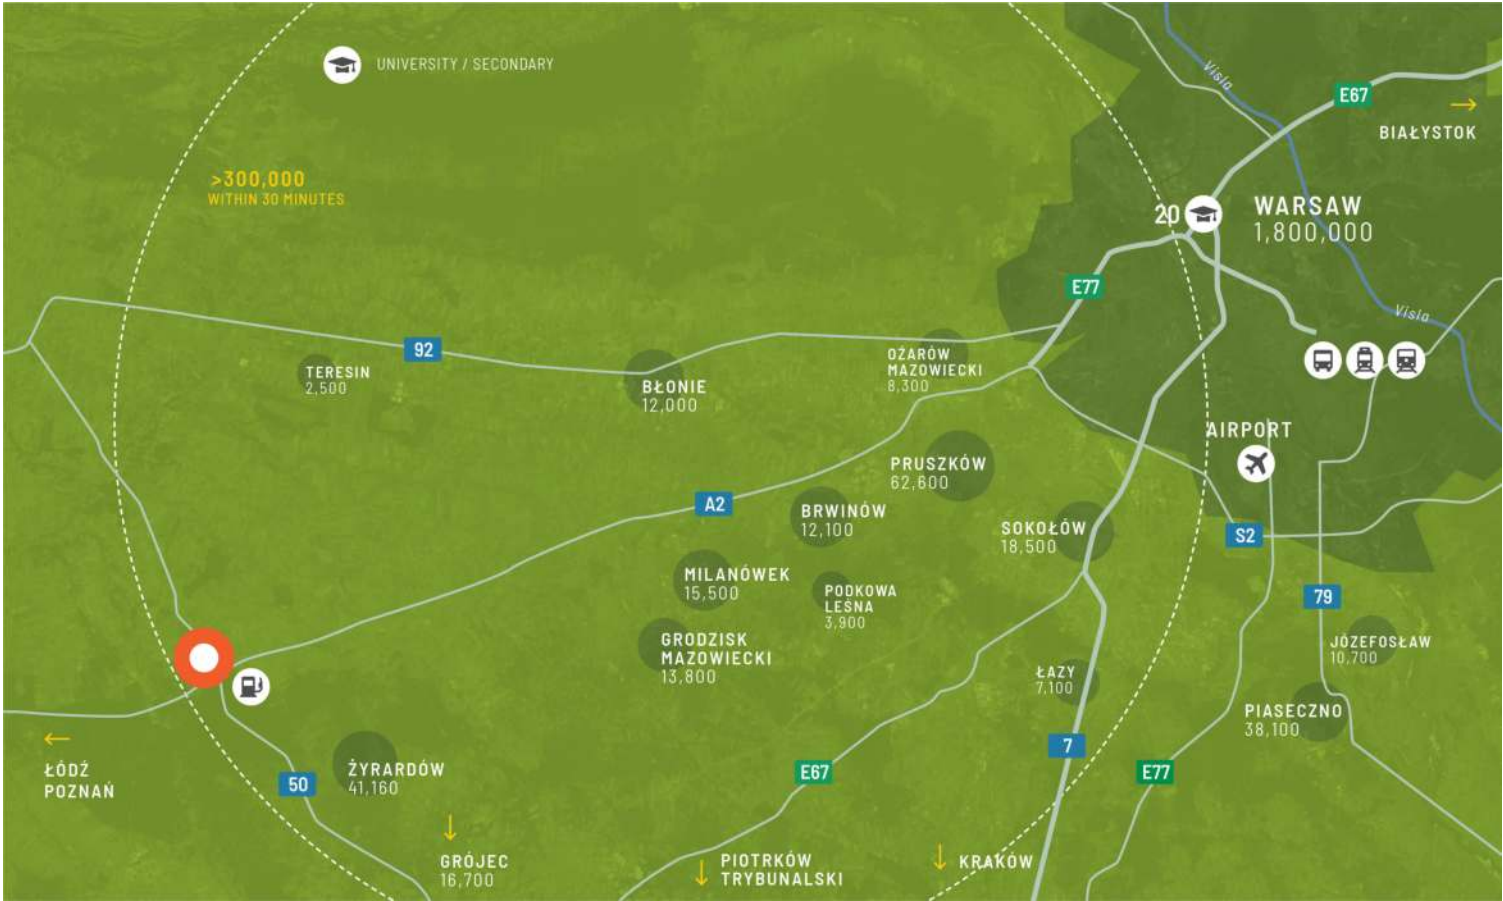 UNIVERSITY / SECONDARY
Visla
E67
BIAŁYSTOK
>300,000
WITHIN 30 MINUTES
20
WARSAW
1,800,000
E77
Visla
92
TERESIN
2,500
BŁONIE
12,000
OŻARÓW
MAZOWIECKI
8,300
AIRPORT
PRUSZKÓW
62,600
A2
BRWINÓW
12,100
SOKOŁÓW
18,500
S2
MILANÓWEK
15,500
PODKOWA
LEŚNA
3,900
79
GRODZISK
MAZOWIECKI
13,800
JÓZEFOSŁAW
10,700
ŁAZY
7,100
PIASECZNO
38,100
ŁÓDŹ
POZNAŃ
50
ŻYRARDÓW
41,160
E67
7
E77
GRÓJEC
16,700
PIOTRKÓW
TRYBUNALSKI
KRAKÓW